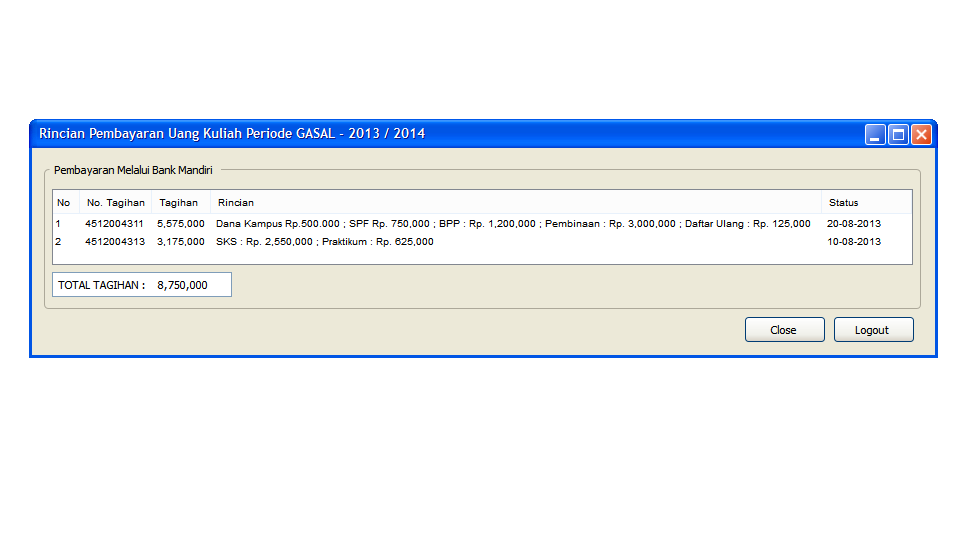 Rincian Pembayaran Uang Kuliah Periode GASAL - 2013 / 2014
Pembayaran Melalui Bank Mandiri
No No. Tagihan Tagihan Rincian Status
1 4512004311 5,575,000 Dana Kampus Rp.500.000 ; SPF Rp. 750,000 ; BPP : Rp. 1,200,000 ; Pembinaan : Rp. 3,000,000 ; Daftar Ulang : Rp. 125,000 20-08-2013
2 4512004313 3,175,000 SKS : Rp. 2,550,000 ; Praktikum : Rp. 625,000 10-08-2013
TOTAL TAGIHAN : 8,750,000
Close Logout